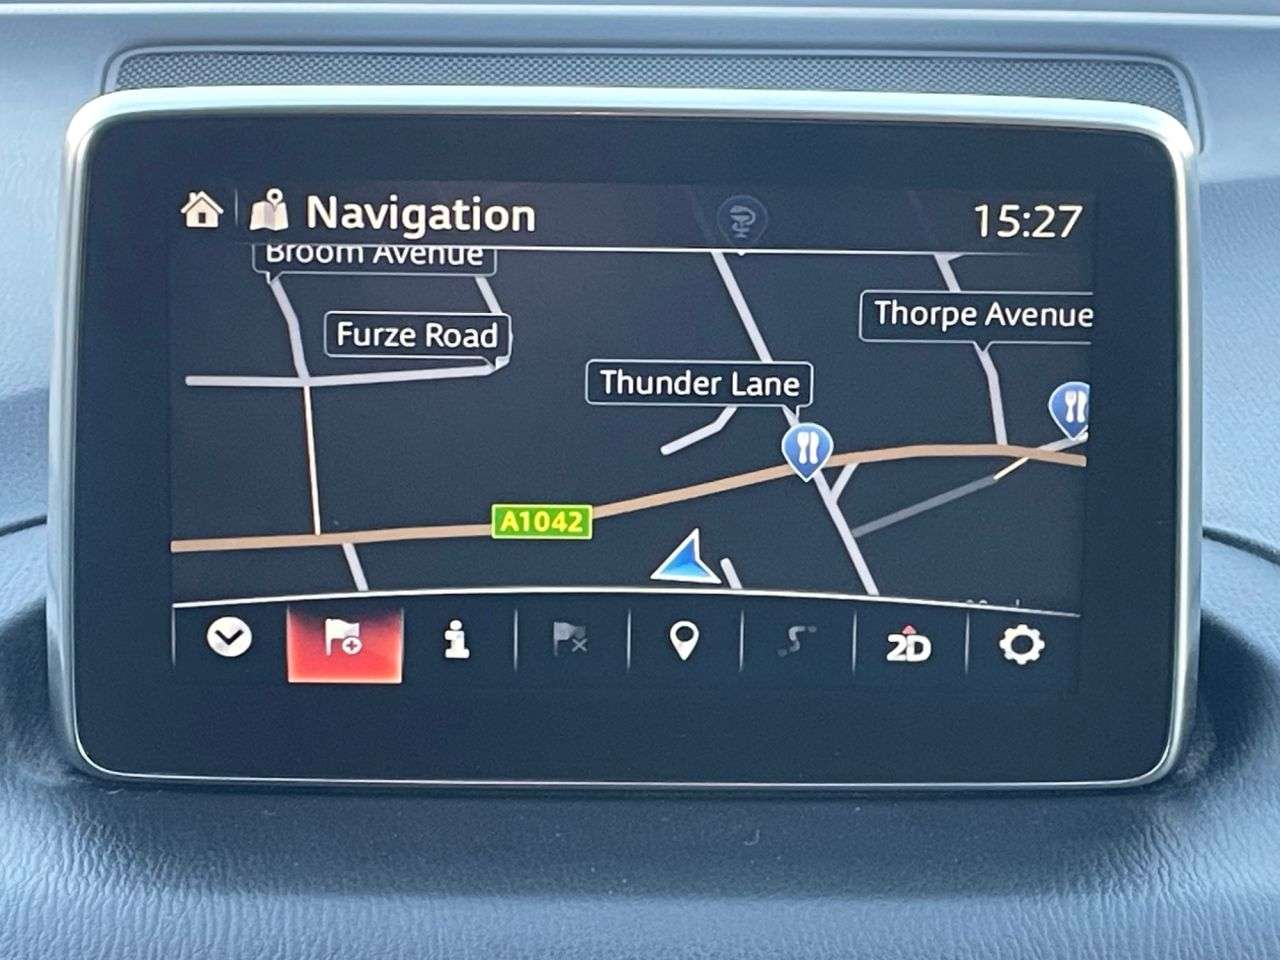 Navigation
15:27
Broom Avenue
Thorpe Avenue
Furze Road
Thunder Lane
A1042
2D